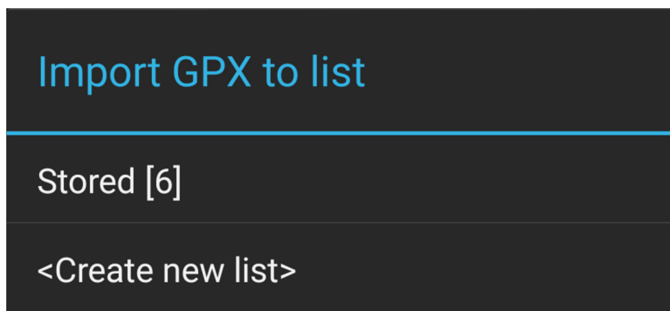 Import GPX to list
Stored [6]
<Create new list>